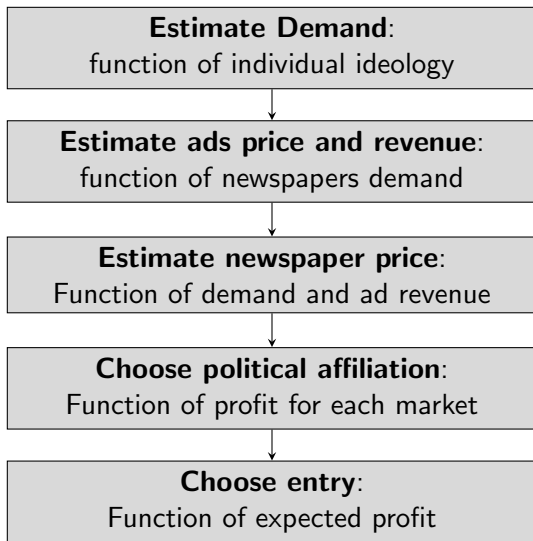 Estimate Demand:
function of individual ideology
Estimate ads price and revenue:
function of newspapers demand
Estimate newspaper price:
Function of demand and ad revenue
Choose political affiliation:
Function of profit for each market
Choose entry:
Function of expected profit